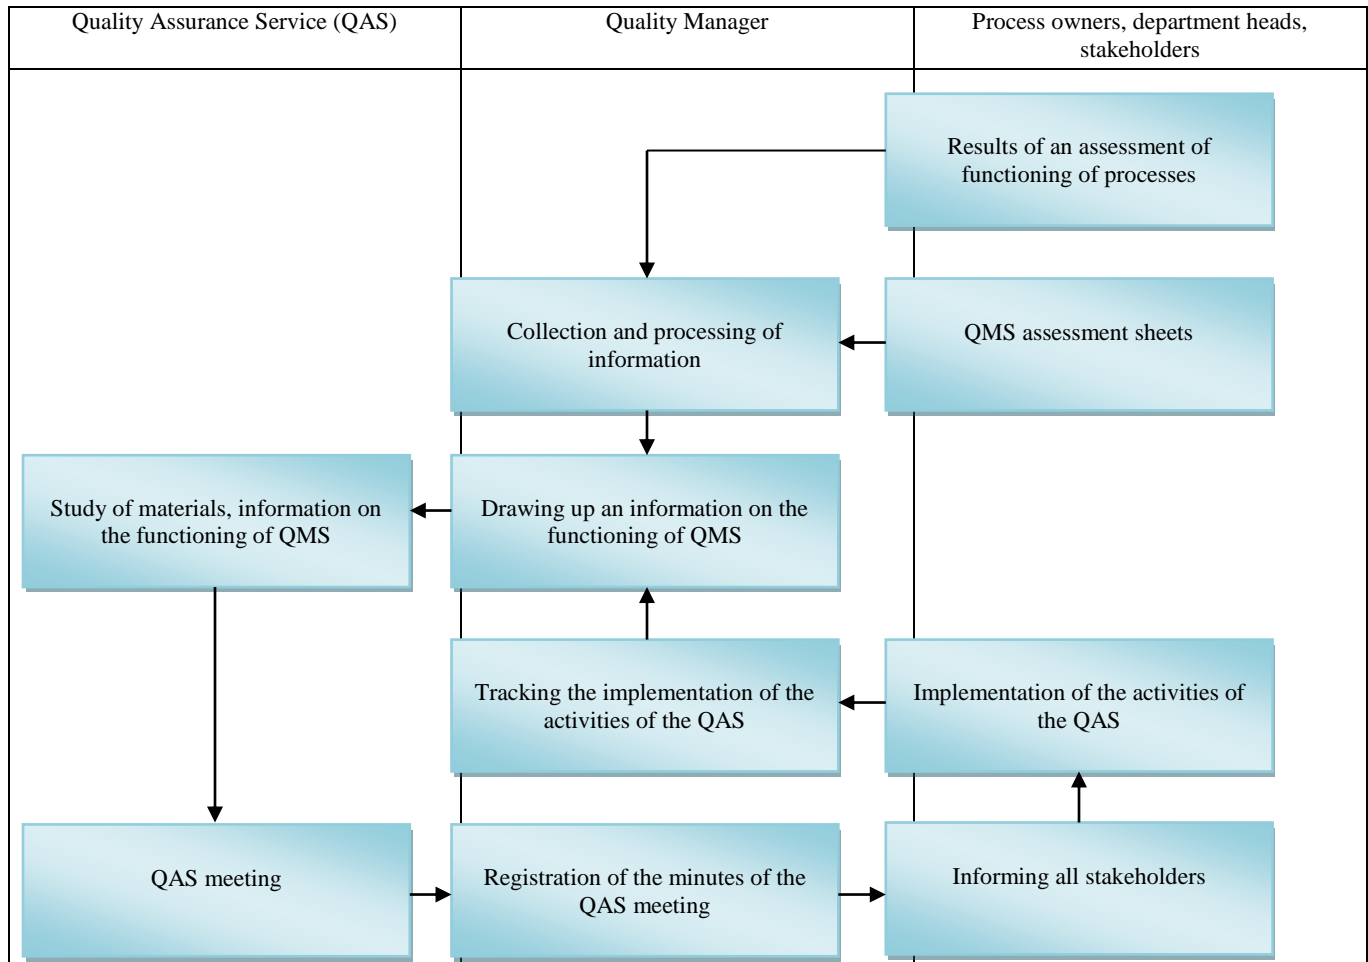 Quality Assurance Service (QAS)
Quality Manager
Process owners, department heads,
stakeholders
Results of an assessment of
functioning of processes
Collection and processing of
information
QMS assessment sheets
Study of materials, information on
the functioning of QMS
Drawing up an information on the
functioning of QMS
Tracking the implementation of the
activities of the QAS
Implementation of the activities of
the QAS
QAS meeting
Registration of the minutes of the
QAS meeting
Informing all stakeholders